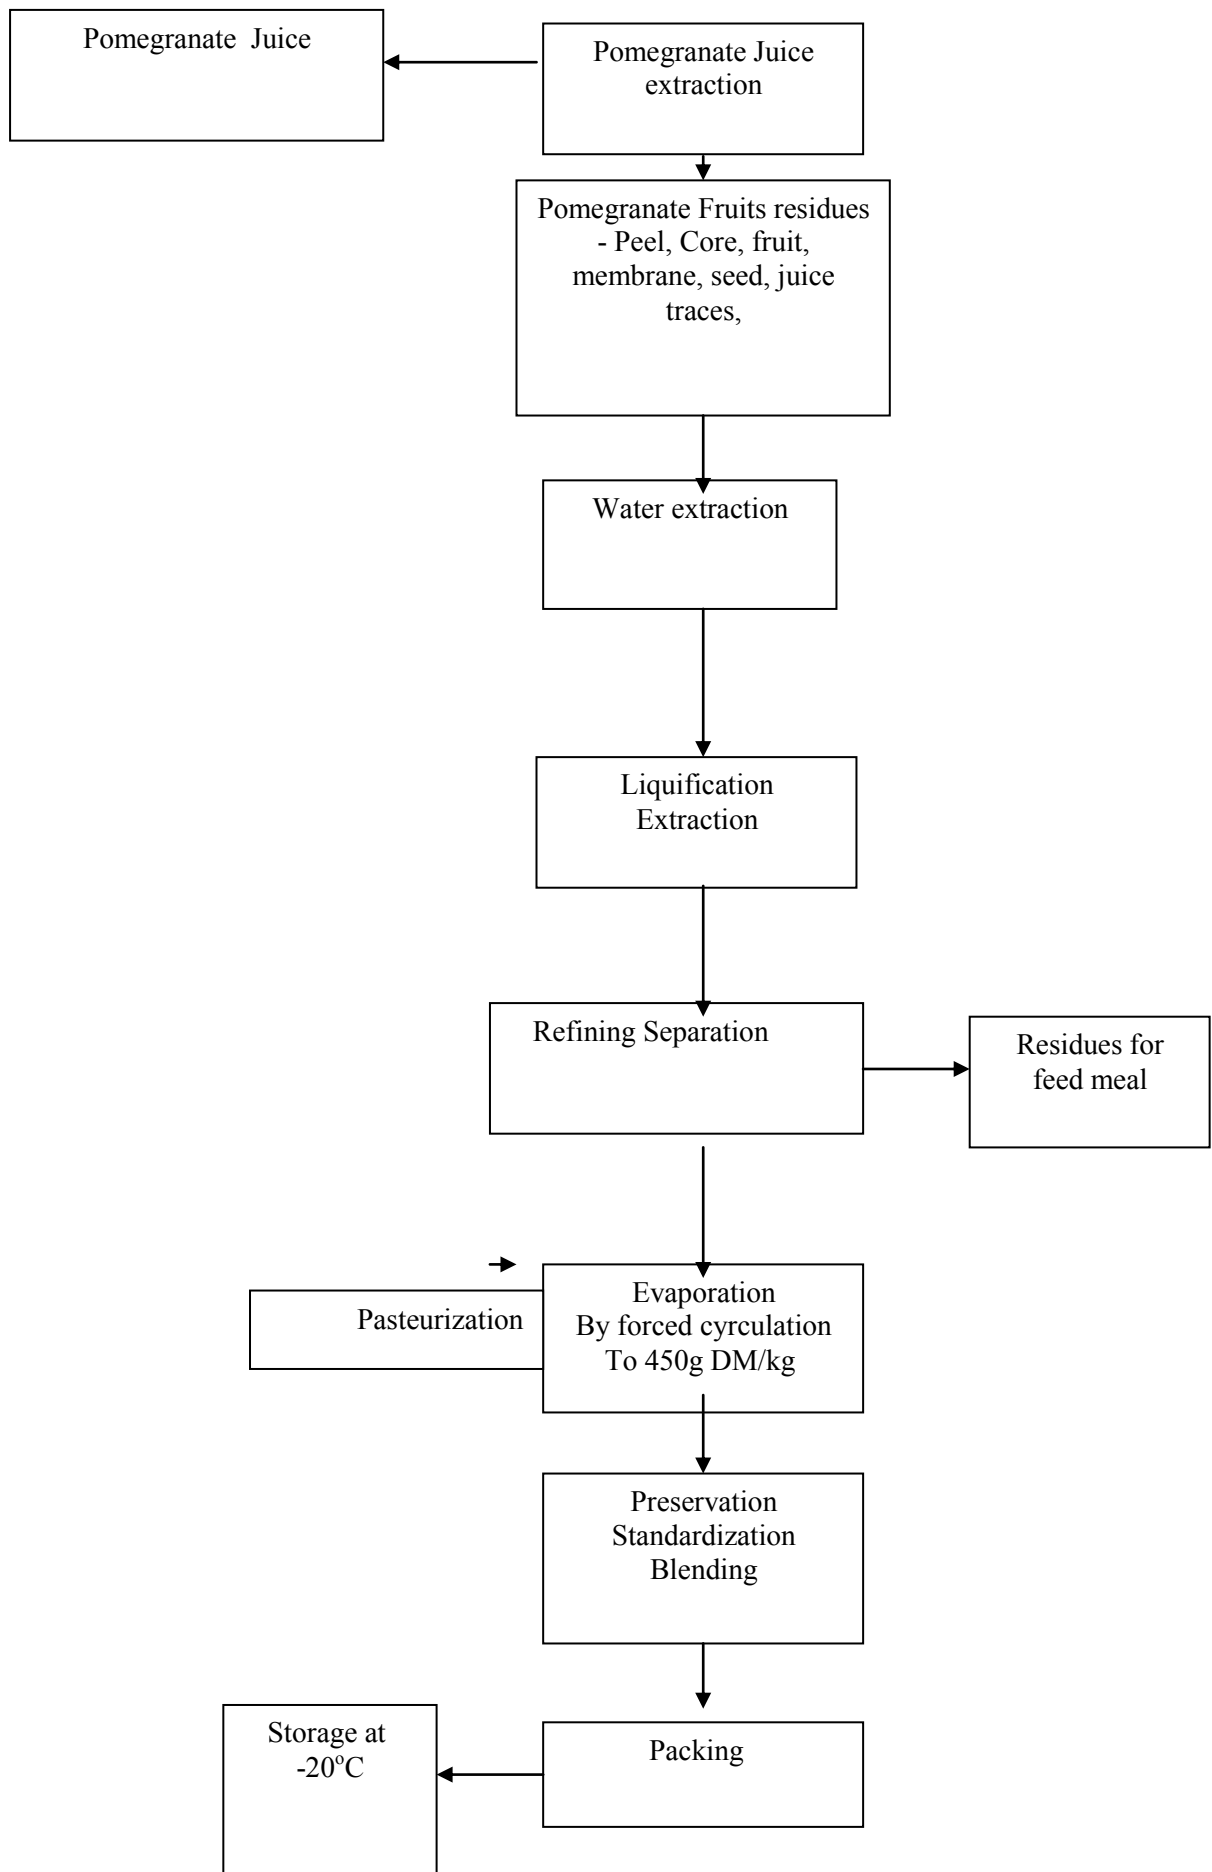 Pomegranate Juice
Pomegranate Juice
extraction
Pomegranate Fruits residues
- Peel, Core, fruit,
membrane, seed, juice
traces,
Water extraction
Liquification
Extraction
Refining Separation
Residues for
feed meal
Pasteurization
Evaporation
By forced cyrculation
To 450g DM/kg
Preservation
Standardization
Blending
Storage at
-20°C
Packing